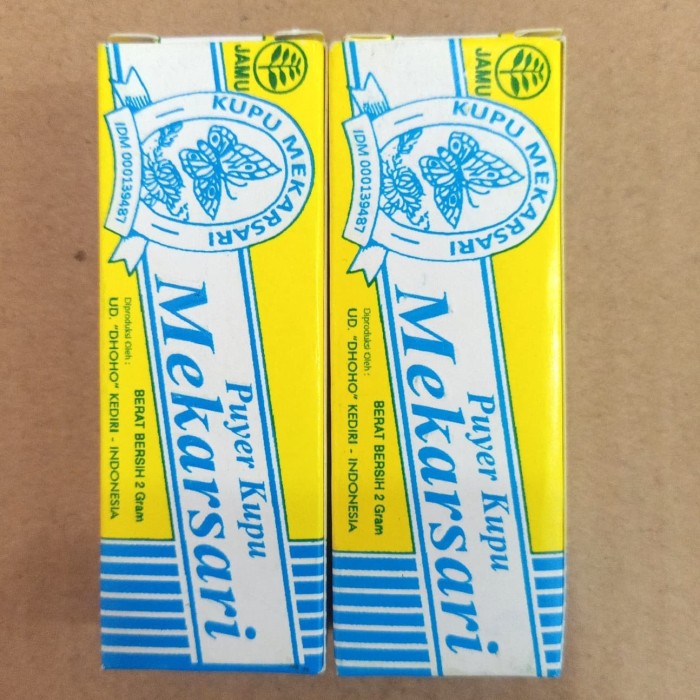 JAMU
KUPU MEKARSARI
IDM 000139487
Puyer Kupu
Mekarsari
Diproduksi Oleh :
UD. "DHOHO" KEDIRI - INDONESIA
BERAT BERSIH 2 Gram
JAMU
KUPU MEKARSARI
IDM 000139487
Puyer Kupu
Mekarsari
Diproduksi Oleh :
UD. "DHOHO" KEDIRI - INDONESIA
BERAT BERSIH 2 Gram